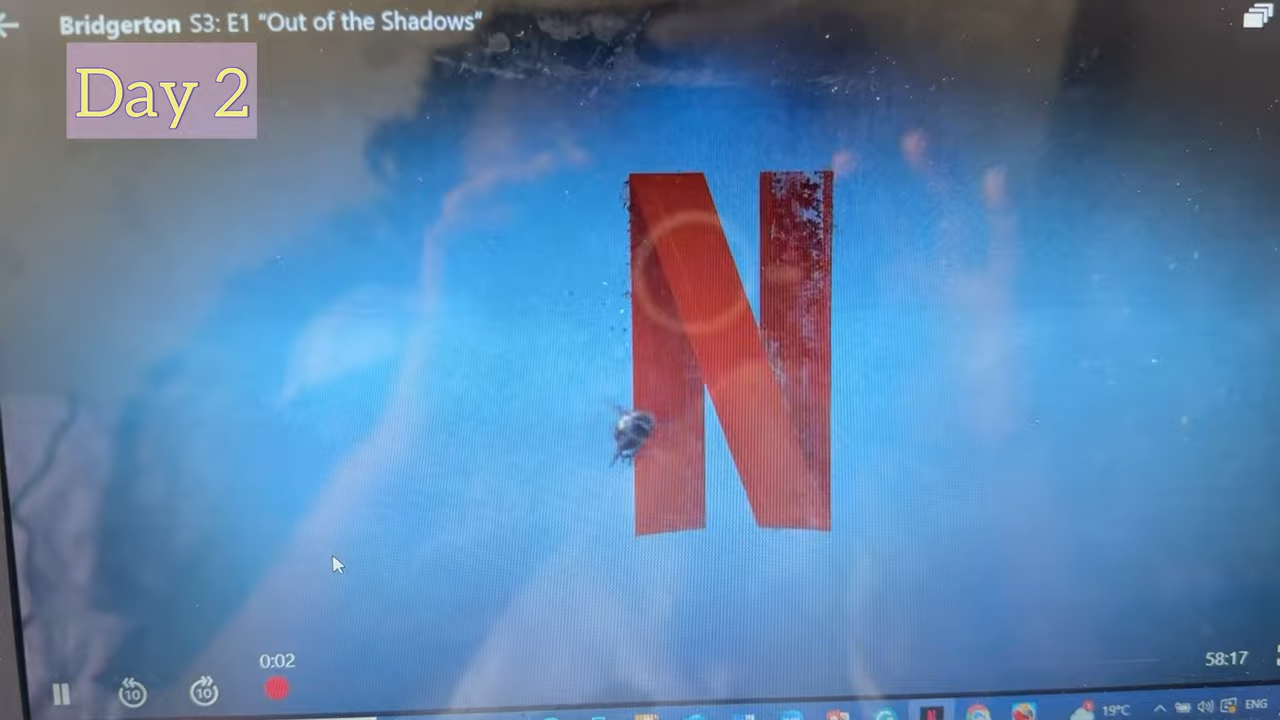 Bridgerton S3: E1 “Out of the Shadows”
Day 2
N
0:02
10
10
58:17
19°C
ENG